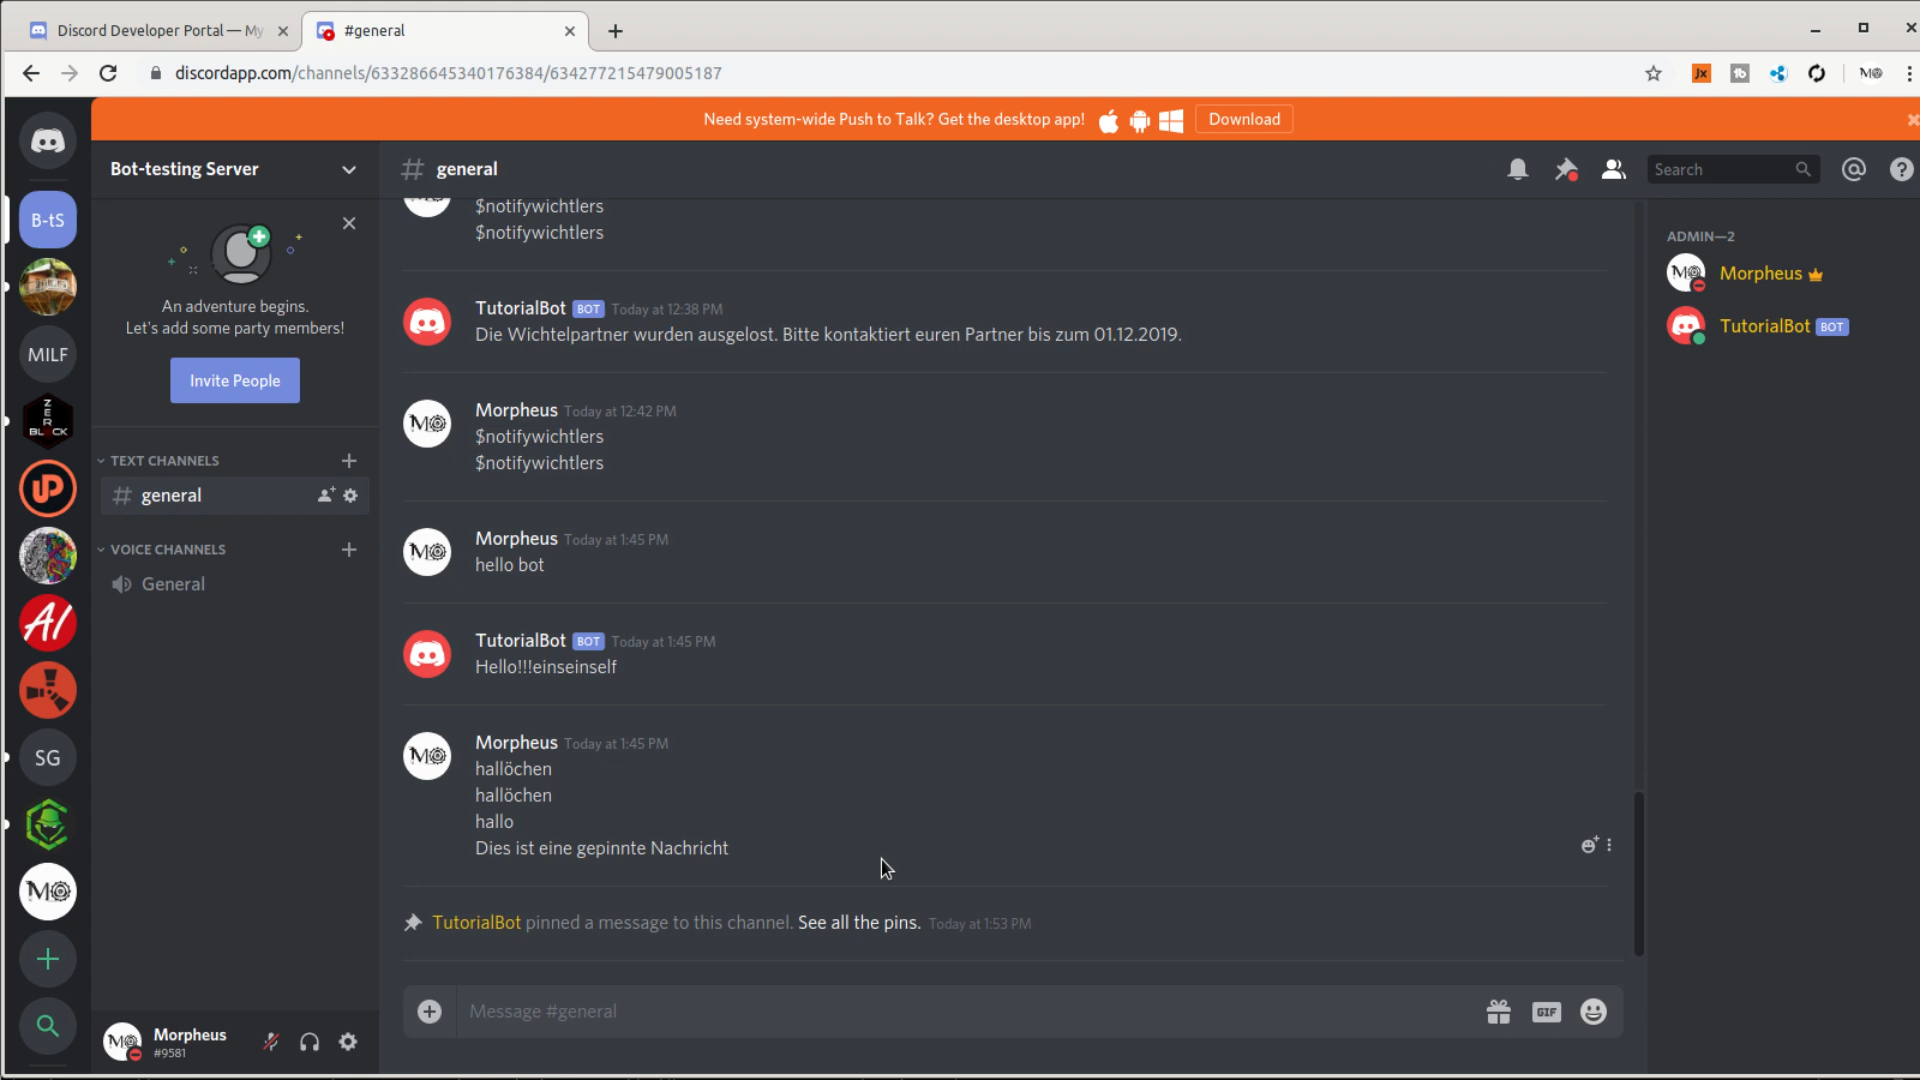 Discord Developer Portal — My
#general
discordapp.com/channels/633286645340176384/634277215479005187
Need system-wide Push to Talk? Get the desktop app!
Download
Bot-testing Server
general
Search
B-tS
MILF
ZER
BLCK
UP
AI
SG
An adventure begins.
Let's add some party members!
Invite People
TEXT CHANNELS
general
VOICE CHANNELS
General
$notifywichtlers
$notifywichtlers
TutorialBot BOT Today at 12:38 PM
Die Wichtelpartner wurden ausgelost. Bitte kontaktiert euren Partner bis zum 01.12.2019.
Morpheus Today at 12:42 PM
$notifywichtlers
$notifywichtlers
Morpheus Today at 1:45 PM
hello bot
TutorialBot BOT Today at 1:45 PM
Hello!!!einseinself
Morpheus Today at 1:45 PM
hallöchen
hallöchen
hallo
Dies ist eine gepinnte Nachricht
TutorialBot pinned a message to this channel. See all the pins. Today at 1:53 PM
Message #general
GIF
ADMIN—2
Morpheus
TutorialBot BOT
Morpheus
#9581